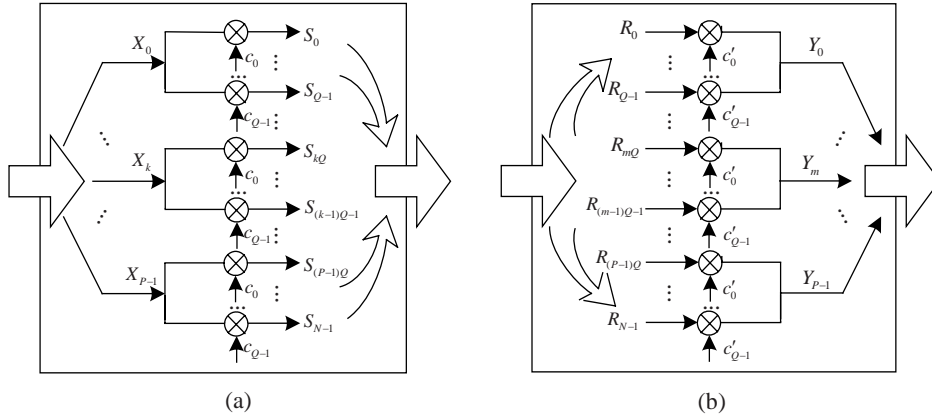 X_0
X_k
X_{P-1}
c_0
c_{Q-1}
c_0
c_{Q-1}
c_0
c_{Q-1}
S_0
S_{Q-1}
S_{kQ}
S_{(k-1)Q-1}
S_{(P-1)Q}
S_{N-1}
(a)
R_0
R_{Q-1}
R_{mQ}
R_{(m-1)Q-1}
R_{(P-1)Q}
R_{N-1}
c'_0
c'_{Q-1}
c'_0
c'_{Q-1}
c'_0
c'_{Q-1}
Y_0
Y_m
Y_{P-1}
(b)